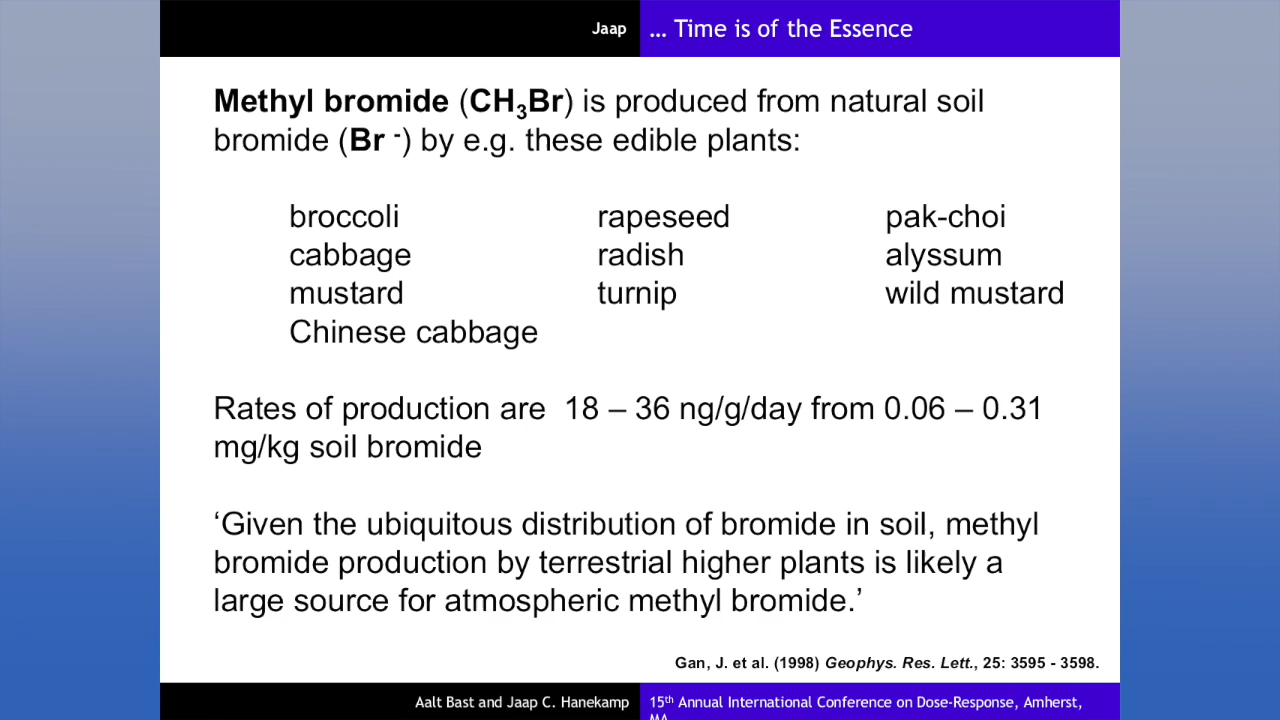 Jaap
... Time is of the Essence
Methyl bromide (CH₃Br) is produced from natural soil
bromide (Br ⁻) by e.g. these edible plants:
broccoli rapeseed pak-choi
cabbage radish alyssum
mustard turnip wild mustard
Chinese cabbage
Rates of production are 18 – 36 ng/g/day from 0.06 – 0.31
mg/kg soil bromide
‘Given the ubiquitous distribution of bromide in soil, methyl
bromide production by terrestrial higher plants is likely a
large source for atmospheric methyl bromide.’
Gan, J. et al. (1998) Geophys. Res. Lett., 25: 3595 - 3598.
Aalt Bast and Jaap C. Hanekamp
15th Annual International Conference on Dose-Response, Amherst,
MA